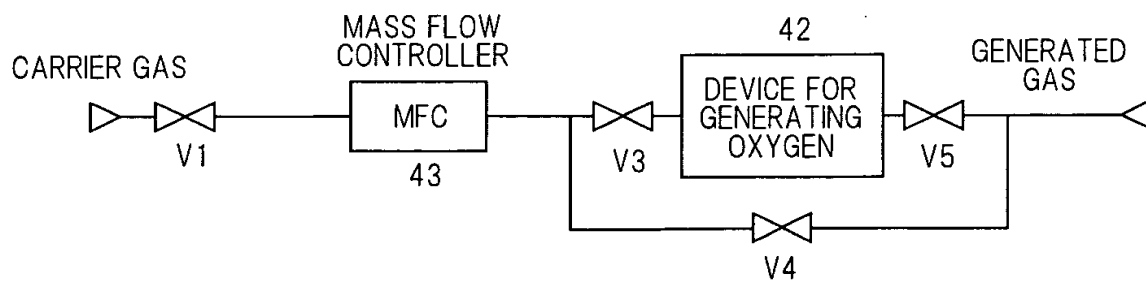 CARRIER GAS
V1
MASS FLOW
CONTROLLER
MFC
43
V3
42
DEVICE FOR
GENERATING
OXYGEN
V5
V4
GENERATED
GAS